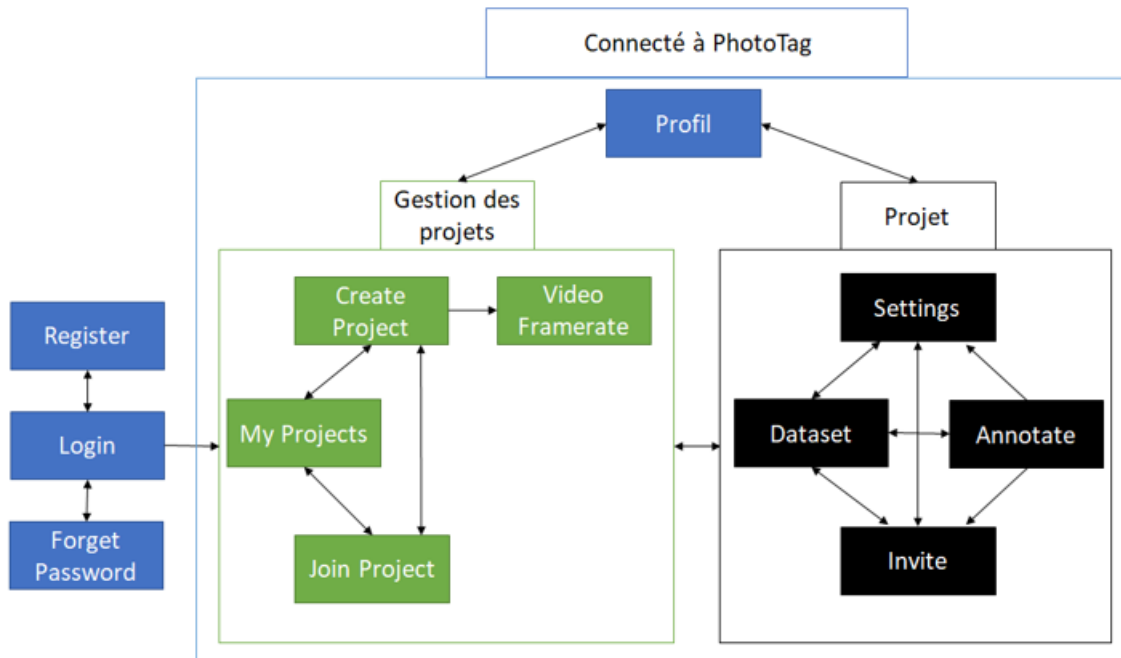 Connecté à PhotoTag
Profil
Gestion des
projets
Projet
Create
Project
Video
Framerate
Settings
Register
My Projects
Dataset
Annotate
Login
Forget
Password
Join Project
Invite